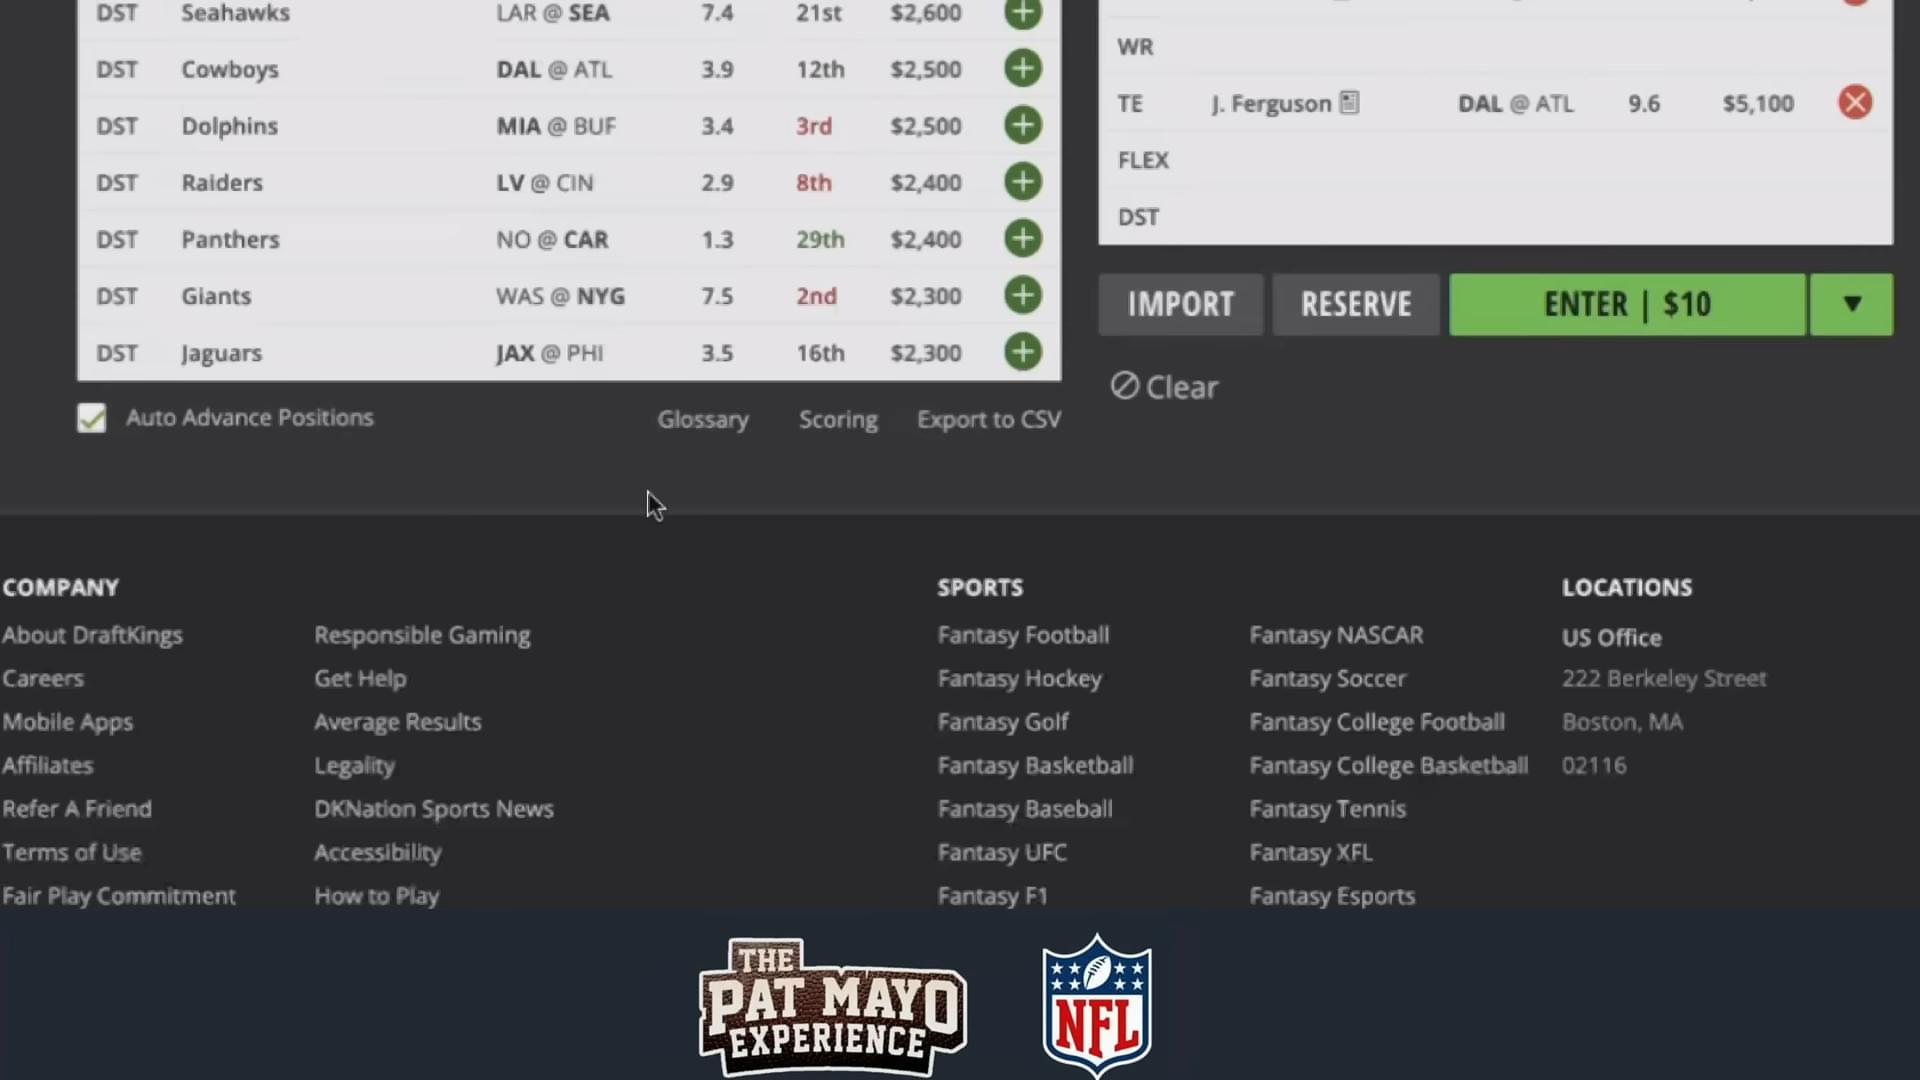 DST Seahawks LAR @ SEA 7.4 21st $2,600
DST Cowboys DAL @ ATL 3.9 12th $2,500
DST Dolphins MIA @ BUF 3.4 3rd $2,500
DST Raiders LV @ CIN 2.9 8th $2,400
DST Panthers NO @ CAR 1.3 29th $2,400
DST Giants WAS @ NYG 7.5 2nd $2,300
DST Jaguars JAX @ PHI 3.5 16th $2,300
Auto Advance Positions Glossary Scoring Export to CSV
WR
TE J. Ferguson DAL @ ATL 9.6 $5,100
FLEX
DST
IMPORT RESERVE ENTER | $10
Clear
COMPANY
About DraftKings
Careers
Mobile Apps
Affiliates
Refer A Friend
Terms of Use
Fair Play Commitment
Responsible Gaming
Get Help
Average Results
Legality
DKNation Sports News
Accessibility
How to Play
SPORTS
Fantasy Football
Fantasy Hockey
Fantasy Golf
Fantasy Basketball
Fantasy Baseball
Fantasy UFC
Fantasy F1
Fantasy NASCAR
Fantasy Soccer
Fantasy College Football
Fantasy College Basketball
Fantasy Tennis
Fantasy XFL
Fantasy Esports
LOCATIONS
US Office
222 Berkeley Street
Boston, MA
02116
THE
PAT MAYO
EXPERIENCE
NFL